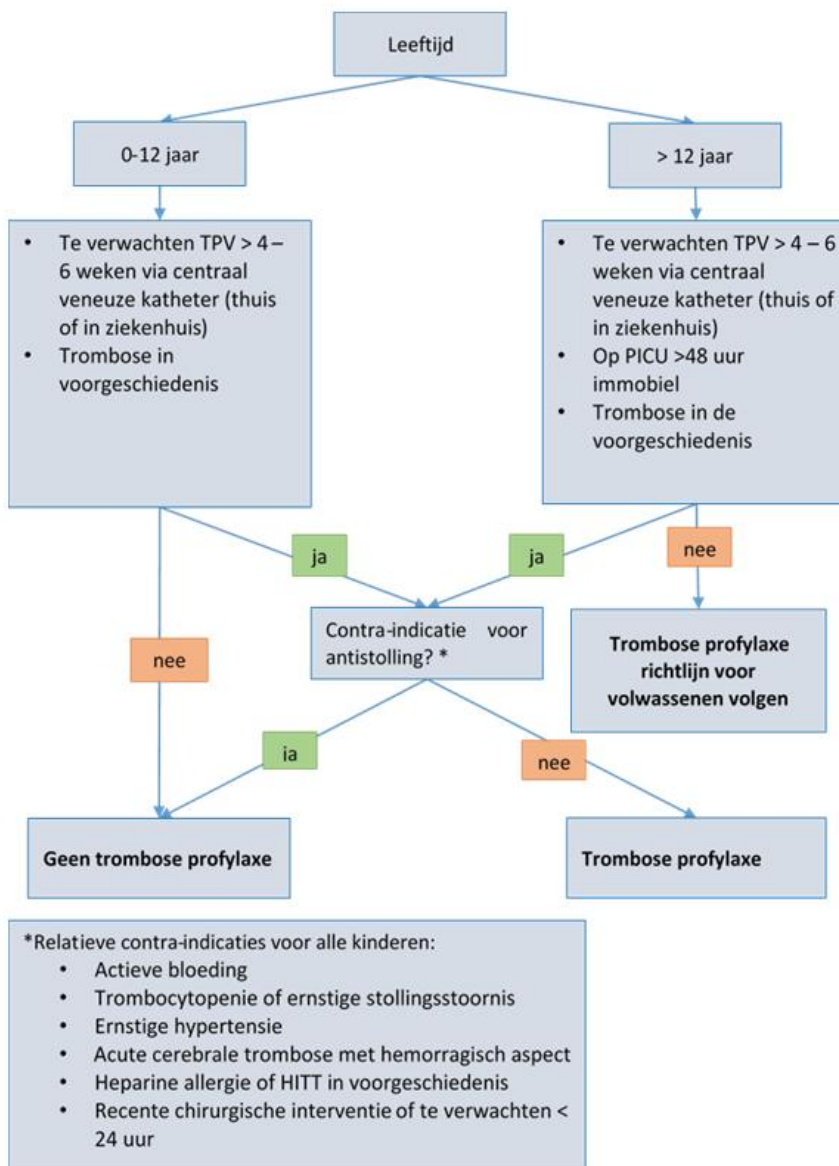 Leeftijd
0-12 jaar
> 12 jaar
• Te verwachten TPV > 4 –
6 weken via centraal
veneuze katheter (thuis
of in ziekenhuis)
• Trombose in
voorgeschiedenis
• Te verwachten TPV > 4 – 6
weken via centraal
veneuze katheter (thuis of
in ziekenhuis)
• Op PICU >48 uur
immobiel
• Trombose in de
voorgeschiedenis
ja
ja
nee
nee
Contra-indicatie voor
antistolling? *
Trombose profylaxe
richtlijn voor
volwassenen volgen
ia
nee
Geen trombose profylaxe
Trombose profylaxe
*Relatieve contra-indicaties voor alle kinderen:
• Actieve bloeding
• Trombocytopenie of ernstige stollingsstoornis
• Ernstige hypertensie
• Acute cerebrale trombose met hemorragisch aspect
• Heparine allergie of HITT in voorgeschiedenis
• Recente chirurgische interventie of te verwachten <
24 uur